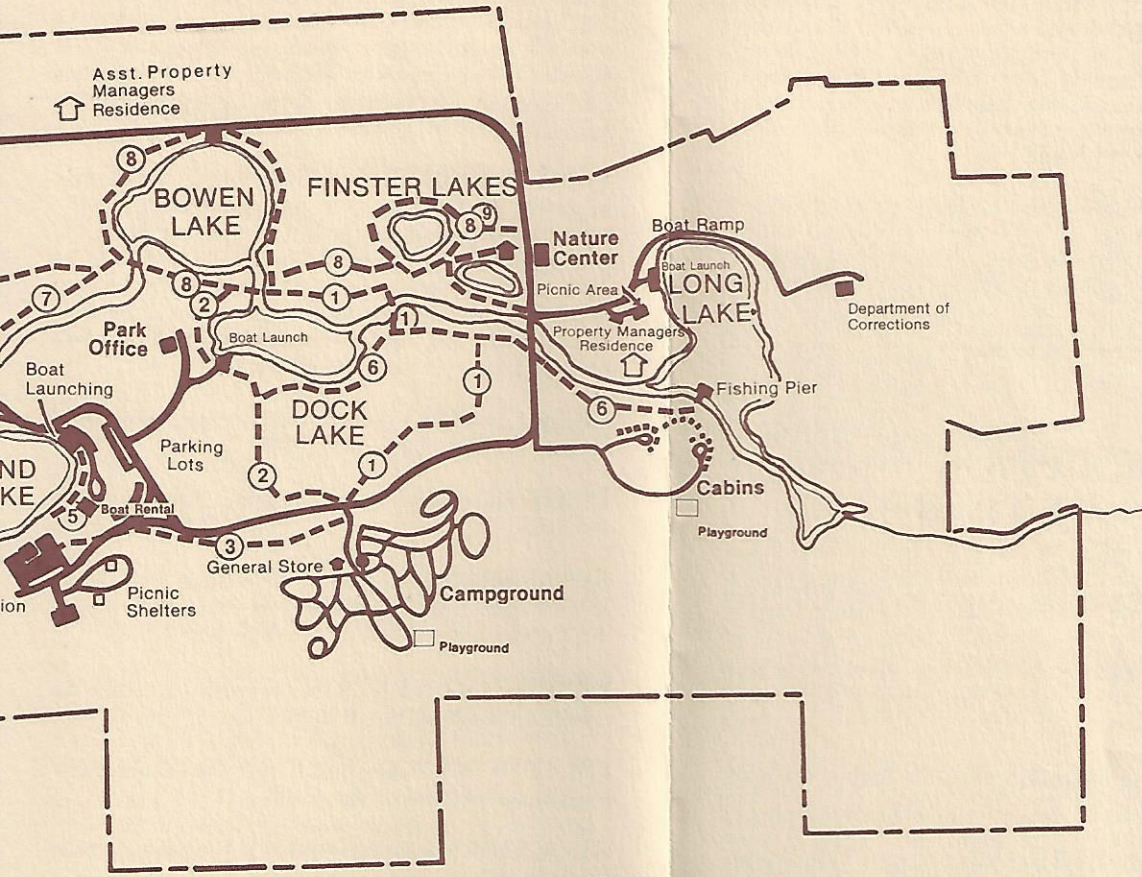 Asst. Property
Managers
Residence
8
BOWEN
LAKE
FINSTER LAKES
8
9
Nature
Center
Boat Ramp
Boat Launch
LONG
LAKE
Picnic Area
Department of
Corrections
Property Managers
Residence
7
8
2
8
1
1
Park
Office
Boat Launch
6
1
Boat
Launching
DOCK
LAKE
Fishing Pier
6
Parking
Lots
ND
KE
2
1
Cabins
Playground
5
Boat Rental
3
General Store
Campground
ion
Picnic
Shelters
Playground